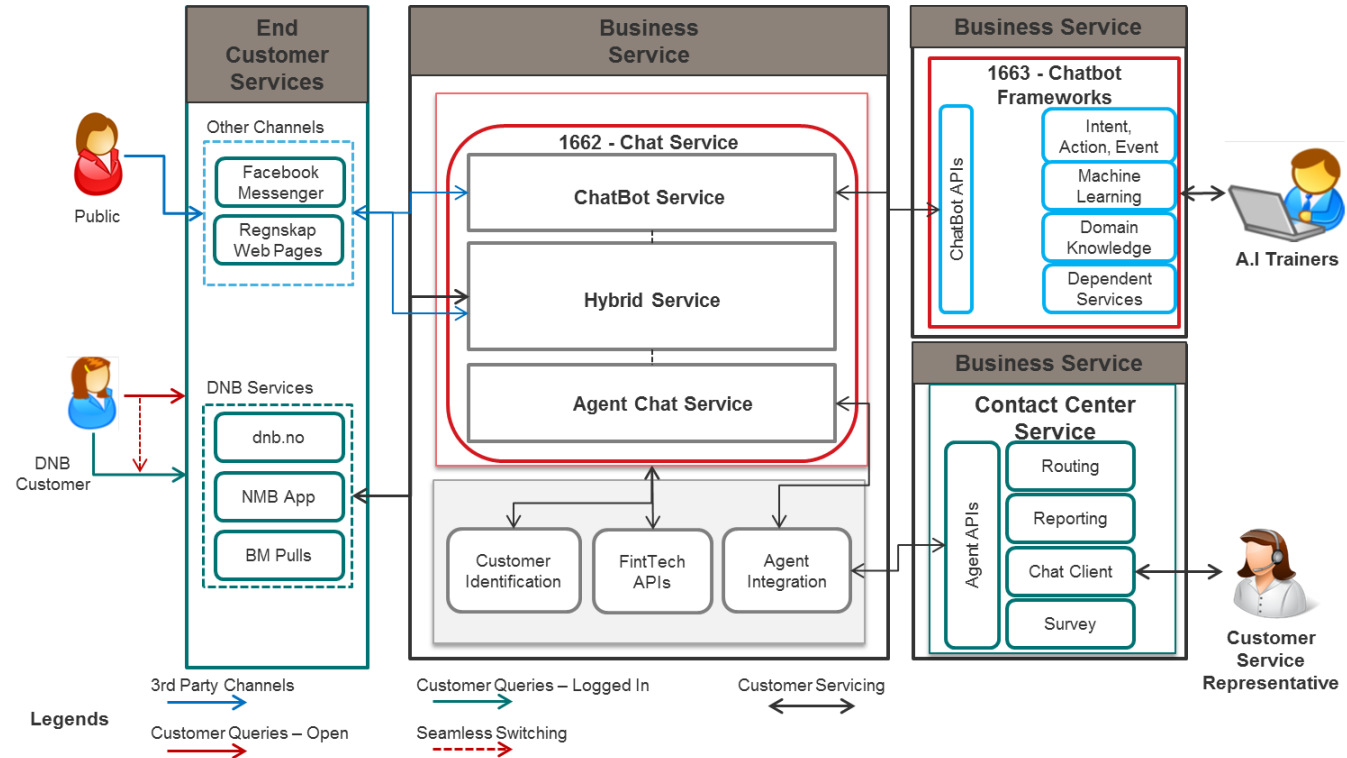 End
Customer
Services
Business
Service
Business Service
1663 - Chatbot
Frameworks
Other Channels
Facebook
Messenger
Regnskap
Web Pages
Public
1662 - Chat Service
ChatBot Service
Hybrid Service
Agent Chat Service
ChatBot APIs
Intent,
Action, Event
Machine
Learning
Domain
Knowledge
Dependent
Services
A.I Trainers
DNB Services
dnb.no
NMB App
BM Pulls
DNB
Customer
Customer
Identification
FintTech
APIs
Agent
Integration
Business Service
Contact Center
Service
Agent APIs
Routing
Reporting
Chat Client
Survey
Customer
Service
Representative
Legends
3rd Party Channels
Customer Queries – Open
Customer Queries – Logged In
Seamless Switching
Customer Servicing